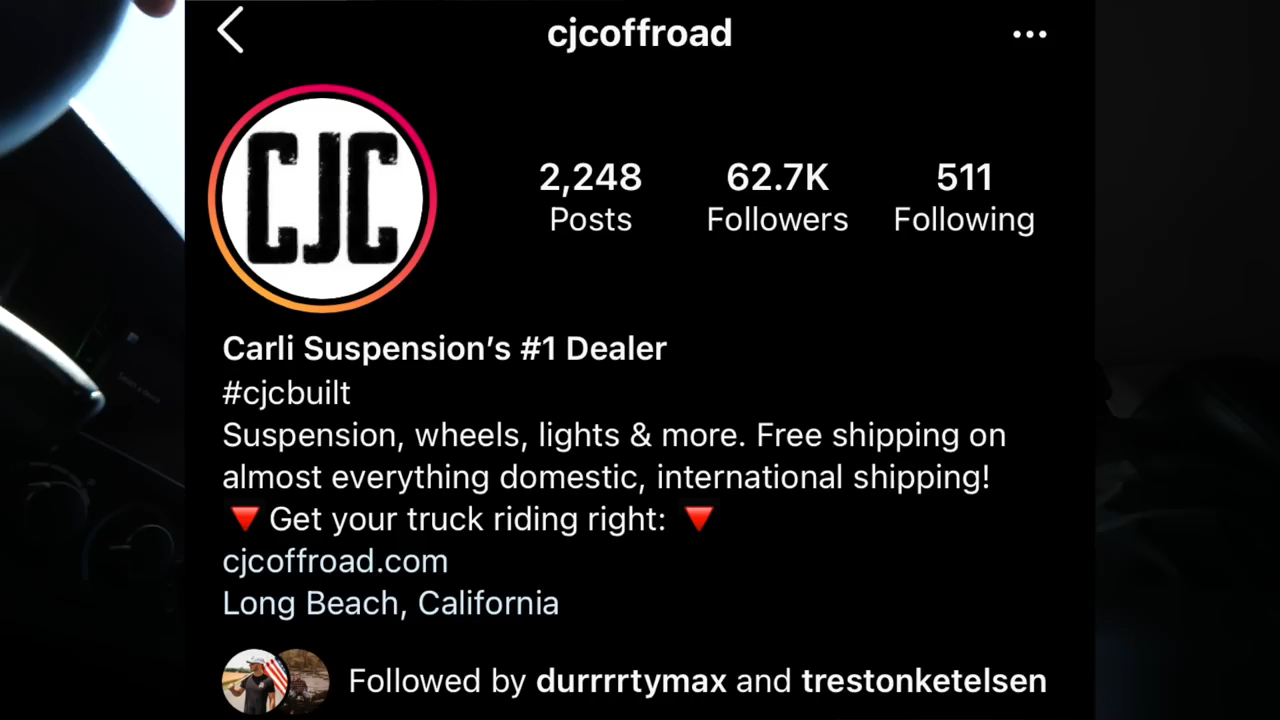 cjcoffroad
CJC
2,248 62.7K 511
Posts Followers Following
Carli Suspension's #1 Dealer
#cjcbuilt
Suspension, wheels, lights & more. Free shipping on
almost everything domestic, international shipping!
🔻 Get your truck riding right: 🔻
cjcoffroad.com
Long Beach, California
Followed by durrrrtymax and trestonketelsen